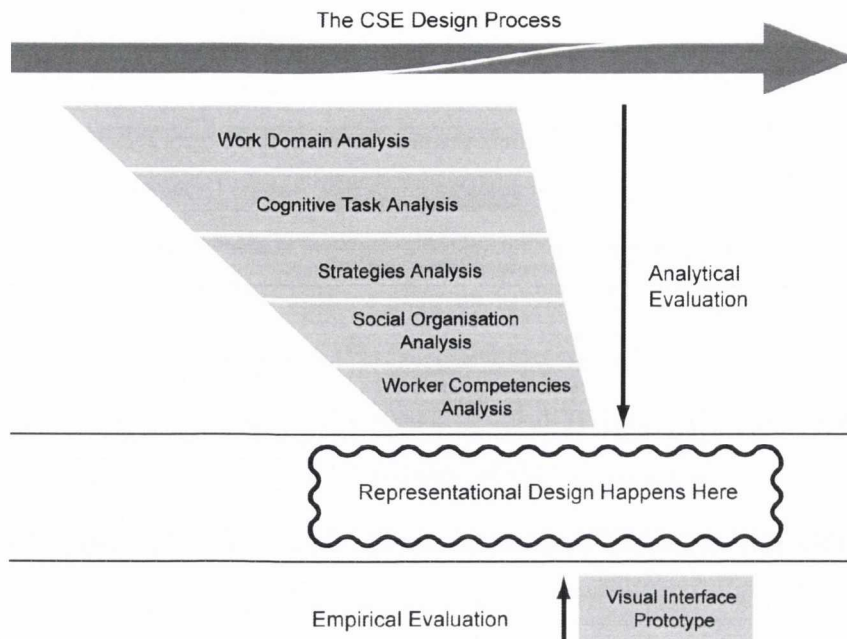 The CSE Design Process
Work Domain Analysis
Cognitive Task Analysis
Strategies Analysis
Social Organisation
Analysis
Worker Competencies
Analysis
Analytical
Evaluation
Representational Design Happens Here
Empirical Evaluation
Visual Interface
Prototype